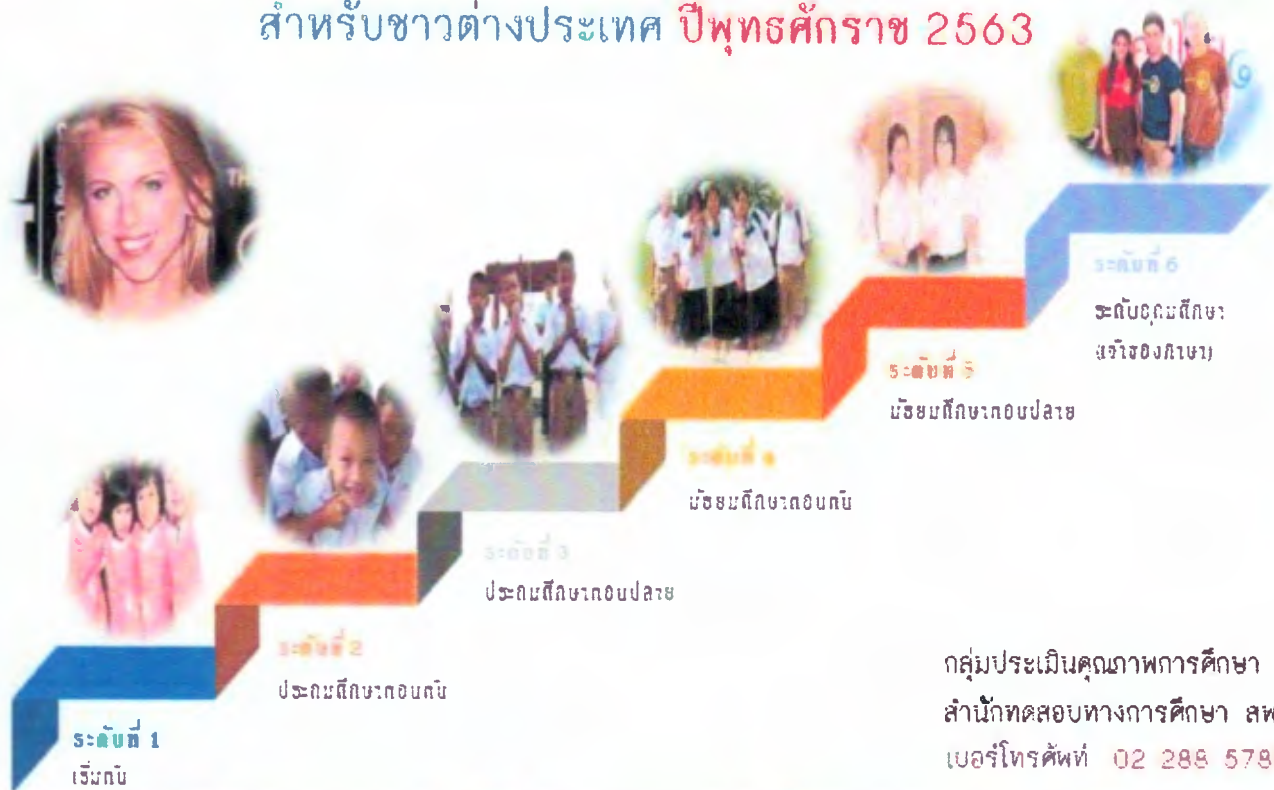 สำหรับชาวต่างประเทศ ปีพุทธศักราช 2563
ระดับที่ 6
ระดับอุดมศึกษา
(เจ้าของภาษา)
ระดับที่ 5
มัธยมศึกษาตอนปลาย
ระดับที่ 4
มัธยมศึกษาตอนต้น
ระดับที่ 3
ประถมศึกษาตอนปลาย
ระดับที่ 2
ประถมศึกษาตอนต้น
ระดับที่ 1
เริ่มต้น
กลุ่มประเมินคุณภาพการศึกษา
สำนักทดสอบทางการศึกษา สพ
เบอร์โทรศัพท์ 02 288 578